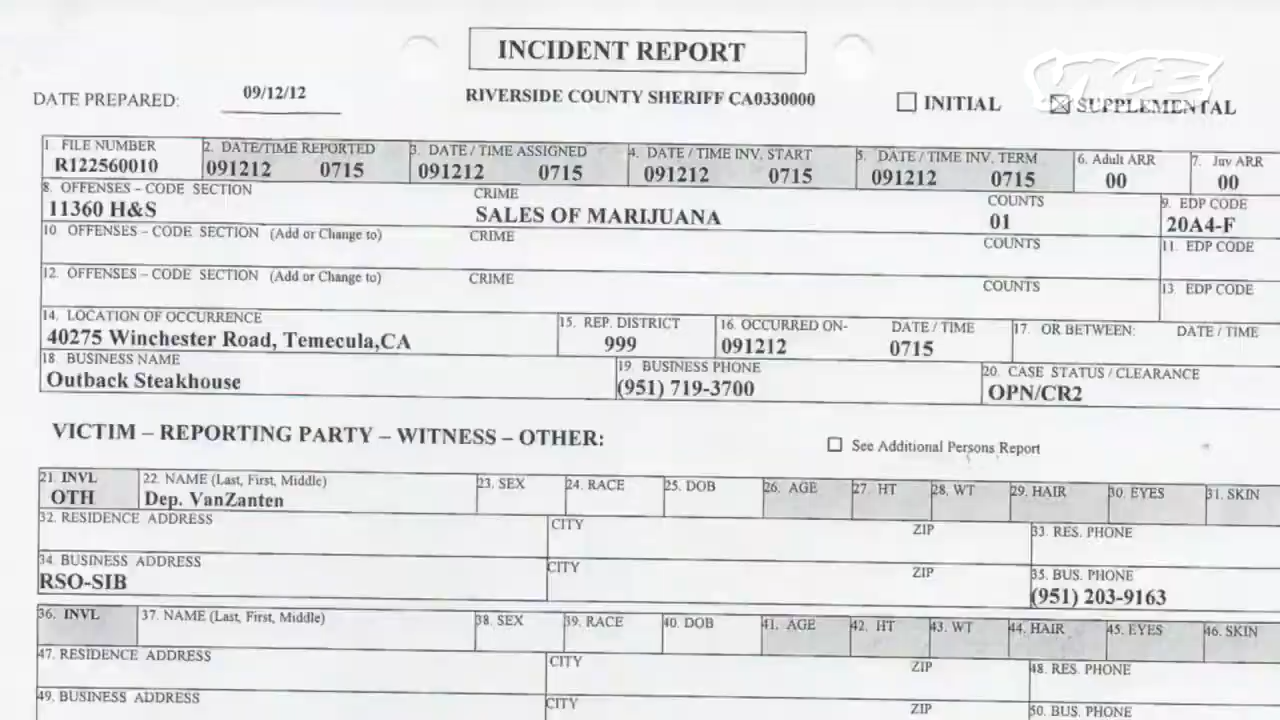 VICE
INCIDENT REPORT
DATE PREPARED: 09/12/12 RIVERSIDE COUNTY SHERIFF CA0330000 INITIAL SUPPLEMENTAL
1. FILE NUMBER 2. DATE/TIME REPORTED 3. DATE / TIME ASSIGNED 4. DATE / TIME INV. START 5. DATE / TIME INV. TERM 6. Adult ARR 7. Juv ARR
R122560010 091212 0715 091212 0715 091212 0715 091212 0715 00 00
8. OFFENSES – CODE SECTION CRIME COUNTS 9. EDP CODE
11360 H&S SALES OF MARIJUANA 01 20A4-F
10. OFFENSES – CODE SECTION (Add or Change to) CRIME COUNTS 11. EDP CODE
12. OFFENSES – CODE SECTION (Add or Change to) CRIME COUNTS 13. EDP CODE
14. LOCATION OF OCCURRENCE 15. REP. DISTRICT 16. OCCURRED ON- DATE / TIME 17. OR BETWEEN: DATE / TIME
40275 Winchester Road, Temecula,CA 999 091212 0715
18. BUSINESS NAME 19. BUSINESS PHONE 20. CASE STATUS / CLEARANCE
Outback Steakhouse (951) 719-3700 OPN/CR2
VICTIM – REPORTING PARTY – WITNESS – OTHER: See Additional Persons Report
21. INVL 22. NAME (Last, First, Middle) 23. SEX 24. RACE 25. DOB 26. AGE 27. HT 28. WT 29. HAIR 30. EYES 31. SKIN
OTH Dep. VanZanten
32. RESIDENCE ADDRESS CITY ZIP 33. RES. PHONE
34. BUSINESS ADDRESS CITY ZIP 35. BUS. PHONE
RSO-SIB (951) 203-9163
36. INVL 37. NAME (Last, First, Middle) 38. SEX 39. RACE 40. DOB 41. AGE 42. HT 43. WT 44. HAIR 45. EYES 46. SKIN
47. RESIDENCE ADDRESS CITY ZIP 48. RES. PHONE
49. BUSINESS ADDRESS CITY ZIP 50. BUS. PHONE